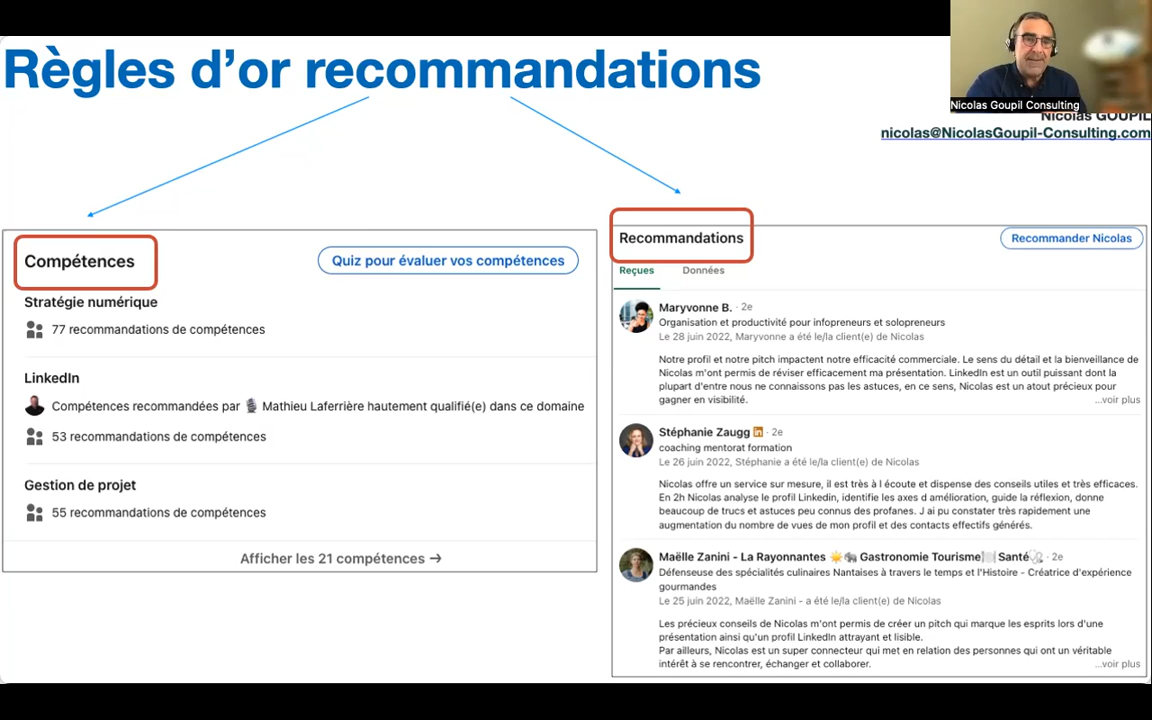 Règles d’or recommandations
Nicolas Goupil Consulting
Nicolas GOUPIL
nicolas@NicolasGoupil-Consulting.com
Compétences
Quiz pour évaluer vos compétences
Stratégie numérique
77 recommandations de compétences
LinkedIn
Compétences recommandées par Mathieu Laferrière hautement qualifié(e) dans ce domaine
53 recommandations de compétences
Gestion de projet
55 recommandations de compétences
Afficher les 21 compétences →
Recommandations
Recommander Nicolas
Reçues Données
Maryvonne B. · 2e
Organisation et productivité pour infopreneurs et solopreneurs
Le 28 juin 2022, Maryvonne a été le/la client(e) de Nicolas
Notre profil et notre pitch impactent notre efficacité commerciale. Le sens du détail et la bienveillance de
Nicolas m'ont permis de réviser efficacement ma présentation. LinkedIn est un outil puissant dont la
plupart d'entre nous ne connaissons pas les astuces, en ce sens, Nicolas est un atout précieux pour
gagner en visibilité.
...voir plus
Stéphanie Zaugg in · 2e
coaching mentorat formation
Le 26 juin 2022, Stéphanie a été le/la client(e) de Nicolas
Nicolas offre un service sur mesure, il est très à l écoute et dispense des conseils utiles et très efficaces.
En 2h Nicolas analyse le profil Linkedin, identifie les axes d amélioration, guide la réflexion, donne
beaucoup de trucs et astuces peu connus des profanes. J ai pu constater très rapidement une
augmentation du nombre de vues de mon profil et des contacts effectifs générés.
Maëlle Zanini - La Rayonnantes ☀️🐘 Gastronomie Tourisme🍽️ Santé🩺 · 2e
Défenseuse des spécialités culinaires Nantaises à travers le temps et l'Histoire - Créatrice d'expérience
gourmandes
Le 25 juin 2022, Maëlle Zanini - a été le/la client(e) de Nicolas
Les précieux conseils de Nicolas m'ont permis de créer un pitch qui marque les esprits lors d'une
présentation ainsi qu'un profil LinkedIn attrayant et lisible.
Par ailleurs, Nicolas est un super connecteur qui met en relation des personnes qui ont un véritable
intérêt à se rencontrer, échanger et collaborer.
...voir plus